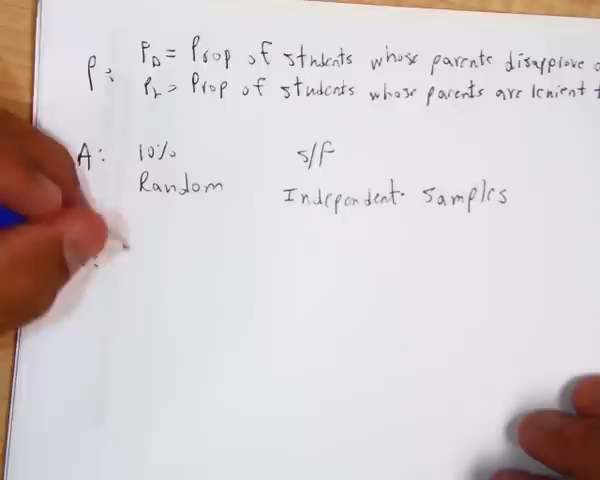 P: P_D = Prop of students whose parents disapprove
P_L = Prop of students whose parents are lenient
A: 10% S/F
Random Independent Samples